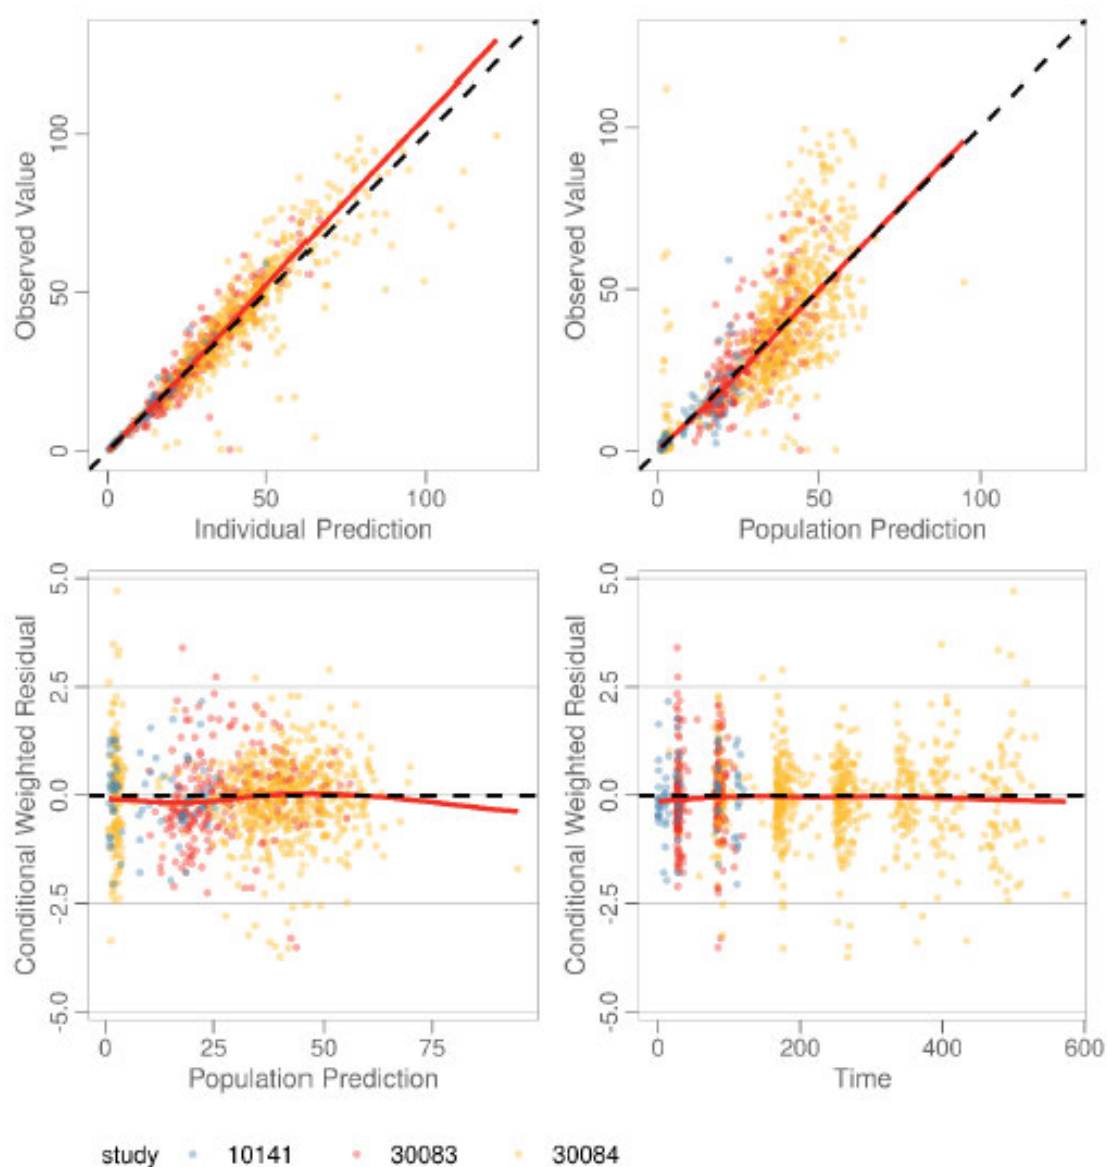 100
50
0
Observed Value
0 50 100
Individual Prediction
100
50
0
Observed Value
0 50 100
Population Prediction
5.0
2.5
0.0
-2.5
-5.0
Conditional Weighted Residual
0 25 50 75
Population Prediction
5.0
2.5
0.0
-2.5
-5.0
Conditional Weighted Residual
0 200 400 600
Time
study 10141 30083 30084